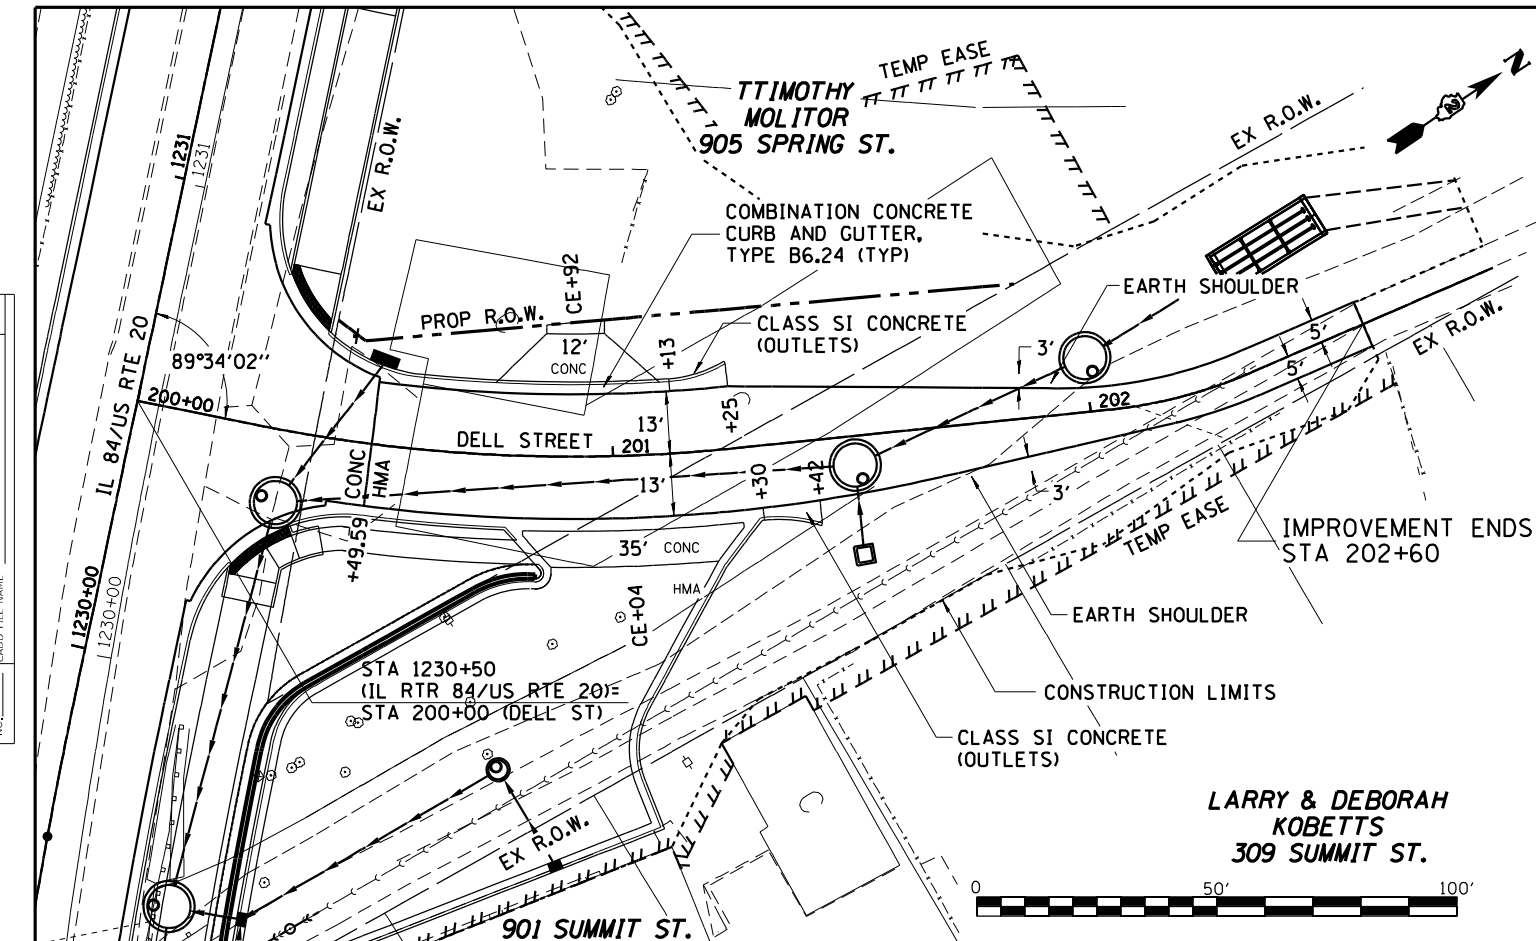 TEMP EASE
N
TTIMOTHY
MOLITOR
905 SPRING ST.
EX R.O.W.
EX R.O.W.
1231
1231
COMBINATION CONCRETE
CURB AND GUTTER,
TYPE B6.24 (TYP)
CE+92
EARTH SHOULDER
PROP R.O.W.
CLASS SI CONCRETE
(OUTLETS)
IL 84/US RTE 20
89°34'02''
12'
CONC
+13
3'
5'
5'
EX R.O.W.
200+00
+25
202
DELL STREET
201
13'
13'
CONC
HMA
+30
+42
3'
+49.59
35' CONC
TEMP EASE
IMPROVEMENT ENDS
STA 202+60
1230+00
1230+00
HMA
CE+04
EARTH SHOULDER
STA 1230+50
(IL RTR 84/US RTE 20)=
STA 200+00 (DELL ST)
CONSTRUCTION LIMITS
CLASS SI CONCRETE
(OUTLETS)
EX R.O.W.
LARRY & DEBORAH
KOBETTS
309 SUMMIT ST.
0 50' 100'
901 SUMMIT ST.
CADD FILE NAME
NO.